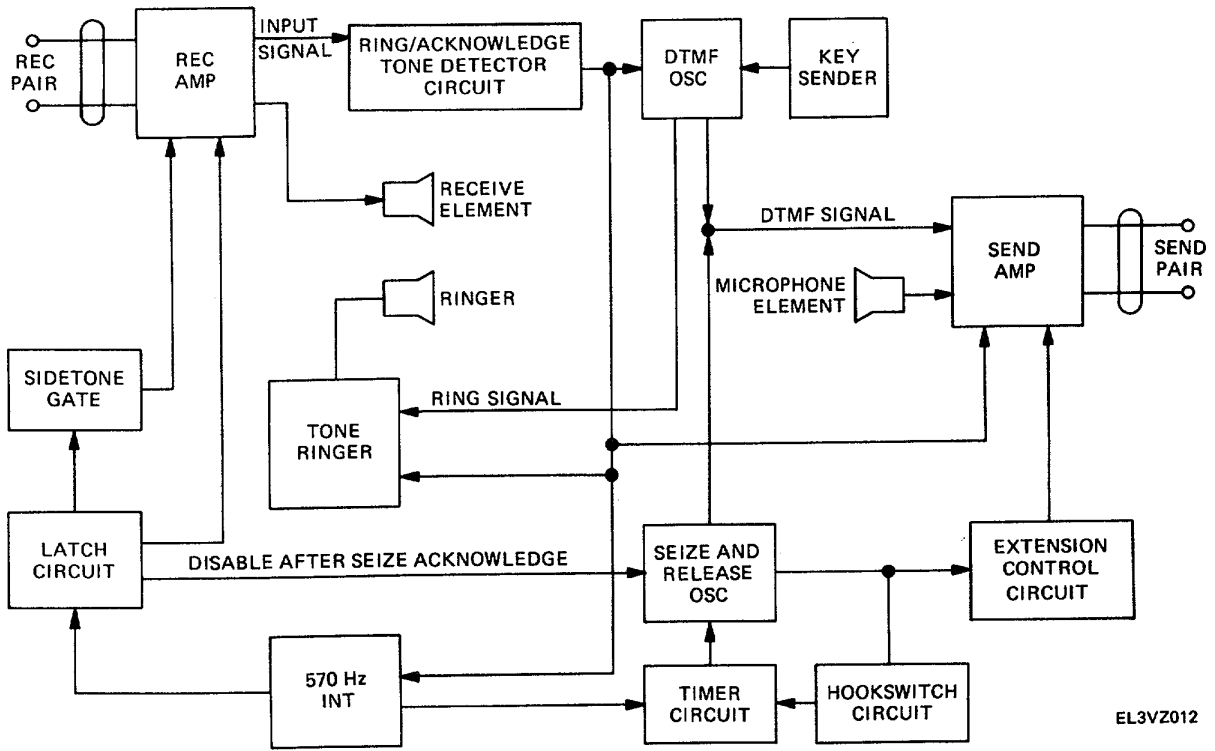 REC
PAIR
REC
AMP
INPUT
SIGNAL
RING/ACKNOWLEDGE
TONE DETECTOR
CIRCUIT
DTMF
OSC
KEY
SENDER
RECEIVE
ELEMENT
DTMF SIGNAL
SEND
AMP
SEND
PAIR
MICROPHONE
ELEMENT
RINGER
SIDETONE
GATE
RING SIGNAL
TONE
RINGER
LATCH
CIRCUIT
DISABLE AFTER SEIZE ACKNOWLEDGE
SEIZE AND
RELEASE
OSC
EXTENSION
CONTROL
CIRCUIT
570 Hz
INT
TIMER
CIRCUIT
HOOKSWITCH
CIRCUIT
EL3VZ012